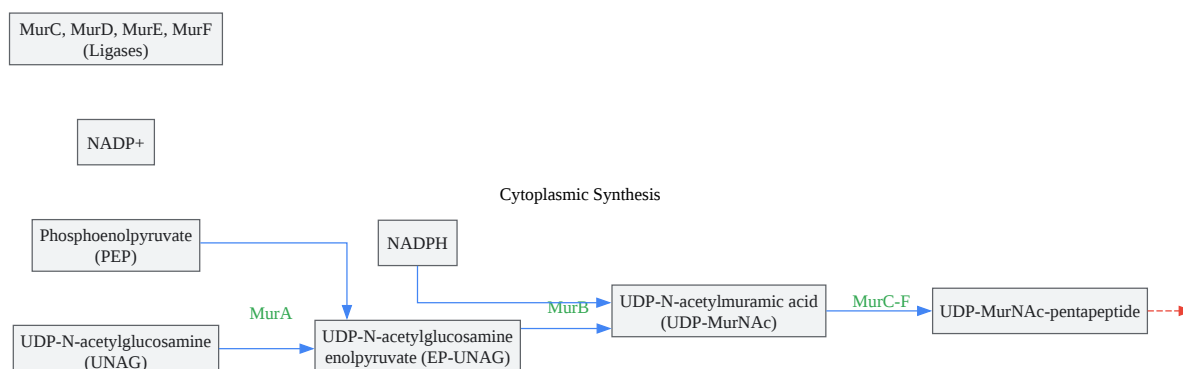 MurC, MurD, MurE, MurF
(Ligases)
NADP+
Cytoplasmic Synthesis
Phosphoenolpyruvate
(PEP)
NADPH
MurA
MurB
UDP-N-acetylmuramic acid
(UDP-MurNAc)
MurC-F
UDP-MurNAc-pentapeptide
UDP-N-acetylglucosamine
(UNAG)
UDP-N-acetylglucosamine
enolpyruvate (EP-UNAG)